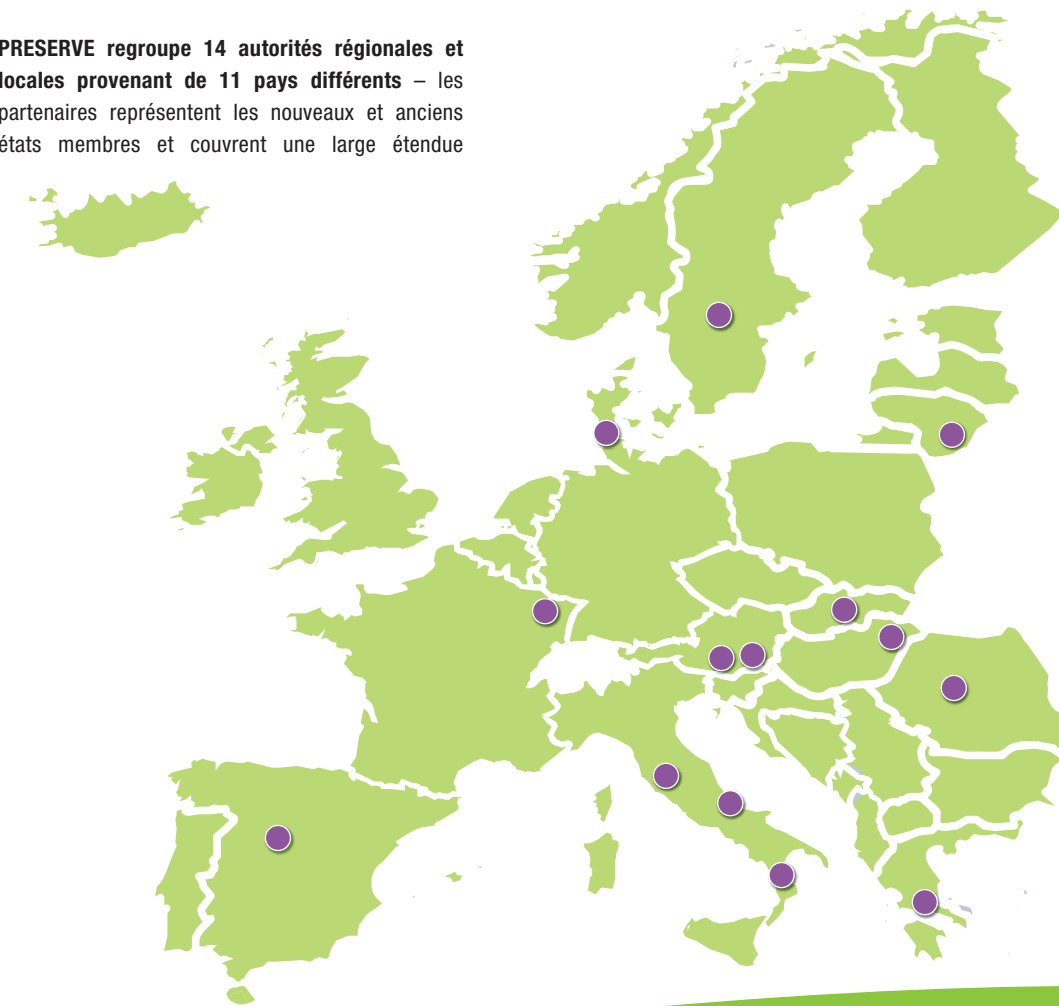 PRESERVE regroupe 14 autorités régionales et
locales provenant de 11 pays différents – les
partenaires représentent les nouveaux et anciens
états membres et couvrent une large étendue